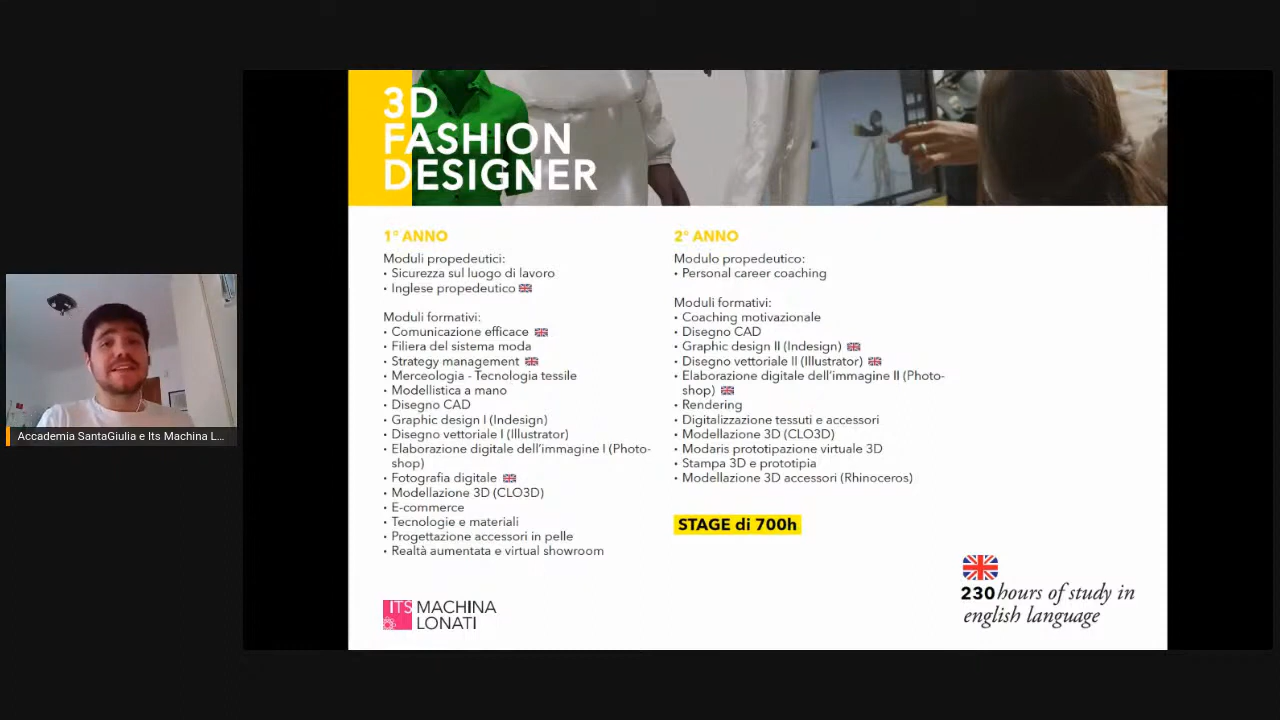 3D
FASHION
DESIGNER
1° ANNO
Moduli propedeutici:
• Sicurezza sul luogo di lavoro
• Inglese propedeutico
Moduli formativi:
• Comunicazione efficace
• Filiera del sistema moda
• Strategy management
• Merceologia - Tecnologia tessile
• Modellistica a mano
• Disegno CAD
• Graphic design I (Indesign)
• Disegno vettoriale I (Illustrator)
• Elaborazione digitale dell'immagine I (Photo-
shop)
• Fotografia digitale
• Modellazione 3D (CLO3D)
• E-commerce
• Tecnologie e materiali
• Progettazione accessori in pelle
• Realtà aumentata e virtual showroom
2° ANNO
Modulo propedeutico:
• Personal career coaching
Moduli formativi:
• Coaching motivazionale
• Disegno CAD
• Graphic design II (Indesign)
• Disegno vettoriale II (Illustrator)
• Elaborazione digitale dell'immagine II (Photo-
shop)
• Rendering
• Digitalizzazione tessuti e accessori
• Modellazione 3D (CLO3D)
• Modaris prototipazione virtuale 3D
• Stampa 3D e prototipia
• Modellazione 3D accessori (Rhinoceros)
STAGE di 700h
230 hours of study in
english language
ITS MACHINA
LONATI
Accademia SantaGiulia e Its Machina L...